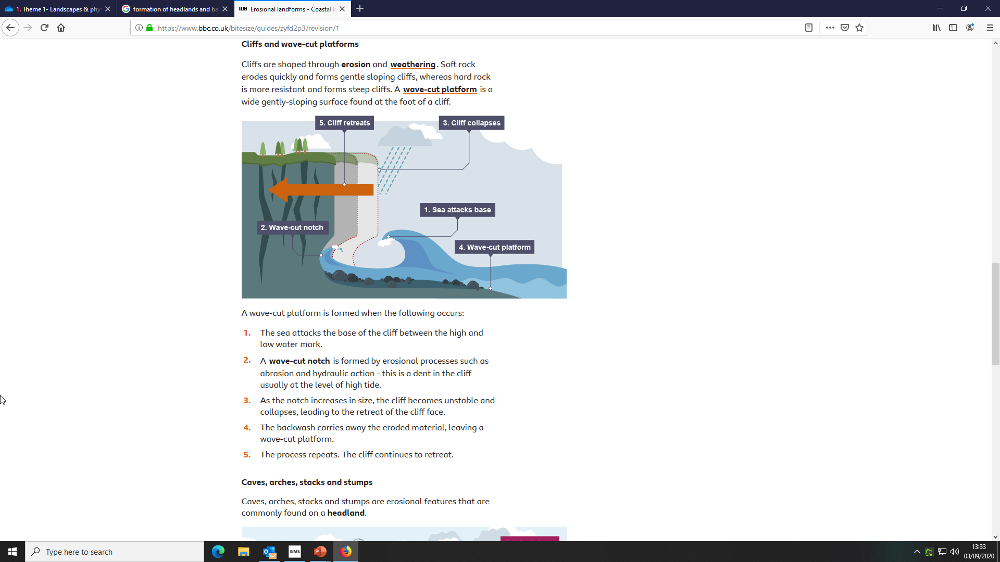 1. Theme 1- Landscapes & phy
formation of headlands and ba
BBC Erosional landforms - Coastal l
https://www.bbc.co.uk/bitesize/guides/zyfd2p3/revision/1
Cliffs and wave-cut platforms
Cliffs are shaped through erosion and weathering. Soft rock
erodes quickly and forms gentle sloping cliffs, whereas hard rock
is more resistant and forms steep cliffs. A wave-cut platform is a
wide gently-sloping surface found at the foot of a cliff.
5. Cliff retreats
3. Cliff collapses
1. Sea attacks base
2. Wave-cut notch
4. Wave-cut platform
A wave-cut platform is formed when the following occurs:
1. The sea attacks the base of the cliff between the high and
low water mark.
2. A wave-cut notch is formed by erosional processes such as
abrasion and hydraulic action - this is a dent in the cliff
usually at the level of high tide.
3. As the notch increases in size, the cliff becomes unstable and
collapses, leading to the retreat of the cliff face.
4. The backwash carries away the eroded material, leaving a
wave-cut platform.
5. The process repeats. The cliff continues to retreat.
Caves, arches, stacks and stumps
Caves, arches, stacks and stumps are erosional features that are
commonly found on a headland.
Type here to search
SIMS
13:33
03/09/2020